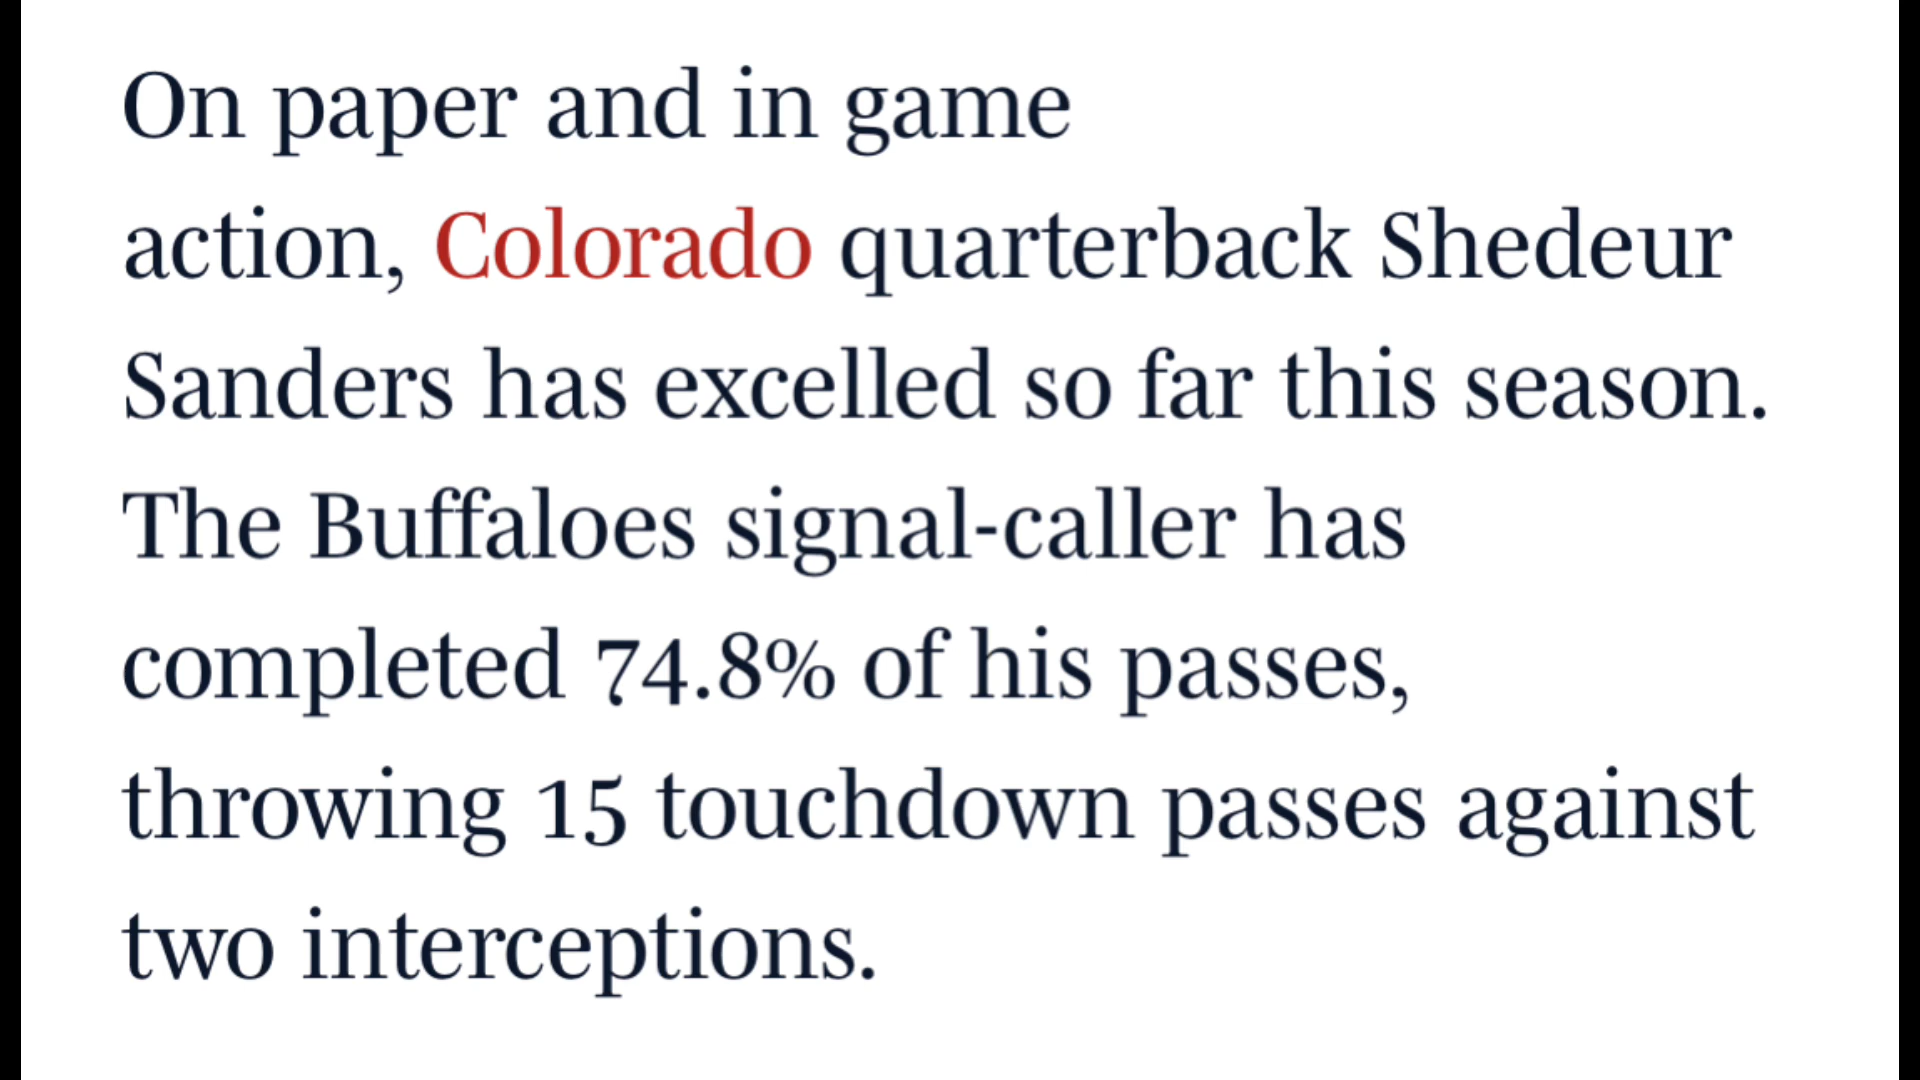 On paper and in game
action, Colorado quarterback Shedeur
Sanders has excelled so far this season.
The Buffaloes signal-caller has
completed 74.8% of his passes,
throwing 15 touchdown passes against
two interceptions.